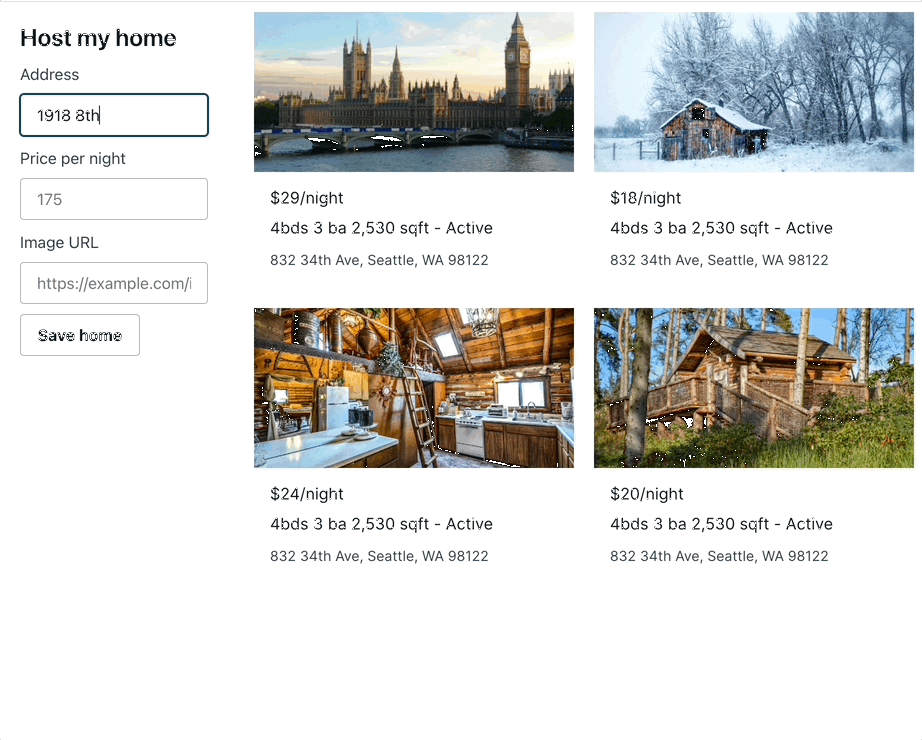 Host my home
Address
1918 8th
Price per night
175
Image URL
https://example.com/i
Save home
$29/night
4bds 3 ba 2,530 sqft - Active
832 34th Ave, Seattle, WA 98122
$18/night
4bds 3 ba 2,530 sqft - Active
832 34th Ave, Seattle, WA 98122
$24/night
4bds 3 ba 2,530 sqft - Active
832 34th Ave, Seattle, WA 98122
$20/night
4bds 3 ba 2,530 sqft - Active
832 34th Ave, Seattle, WA 98122